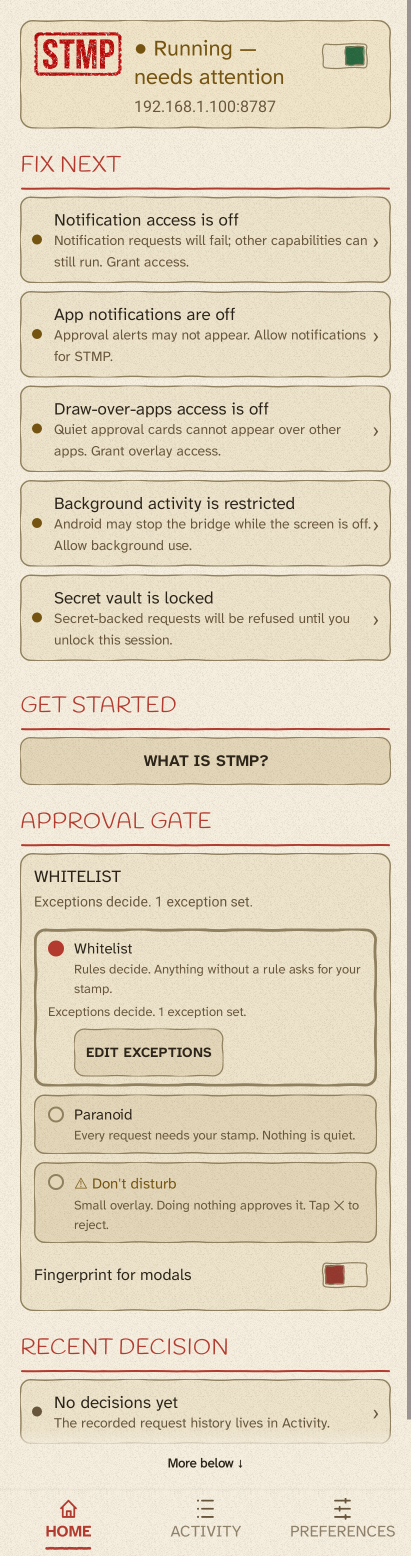 STMP
● Running —
needs attention
192.168.1.100:8787
FIX NEXT
Notification access is off
Notification requests will fail; other capabilities can
still run. Grant access.
App notifications are off
Approval alerts may not appear. Allow notifications
for STMP.
Draw-over-apps access is off
Quiet approval cards cannot appear over other
apps. Grant overlay access.
Background activity is restricted
Android may stop the bridge while the screen is off.
Allow background use.
Secret vault is locked
Secret-backed requests will be refused until you
unlock this session.
GET STARTED
WHAT IS STMP?
APPROVAL GATE
WHITELIST
Exceptions decide. 1 exception set.
Whitelist
Rules decide. Anything without a rule asks for your
stamp.
Exceptions decide. 1 exception set.
EDIT EXCEPTIONS
Paranoid
Every request needs your stamp. Nothing is quiet.
⚠ Don't disturb
Small overlay. Doing nothing approves it. Tap ✕ to
reject.
Fingerprint for modals
RECENT DECISION
No decisions yet
The recorded request history lives in Activity.
More below ↓
HOME
ACTIVITY
PREFERENCES